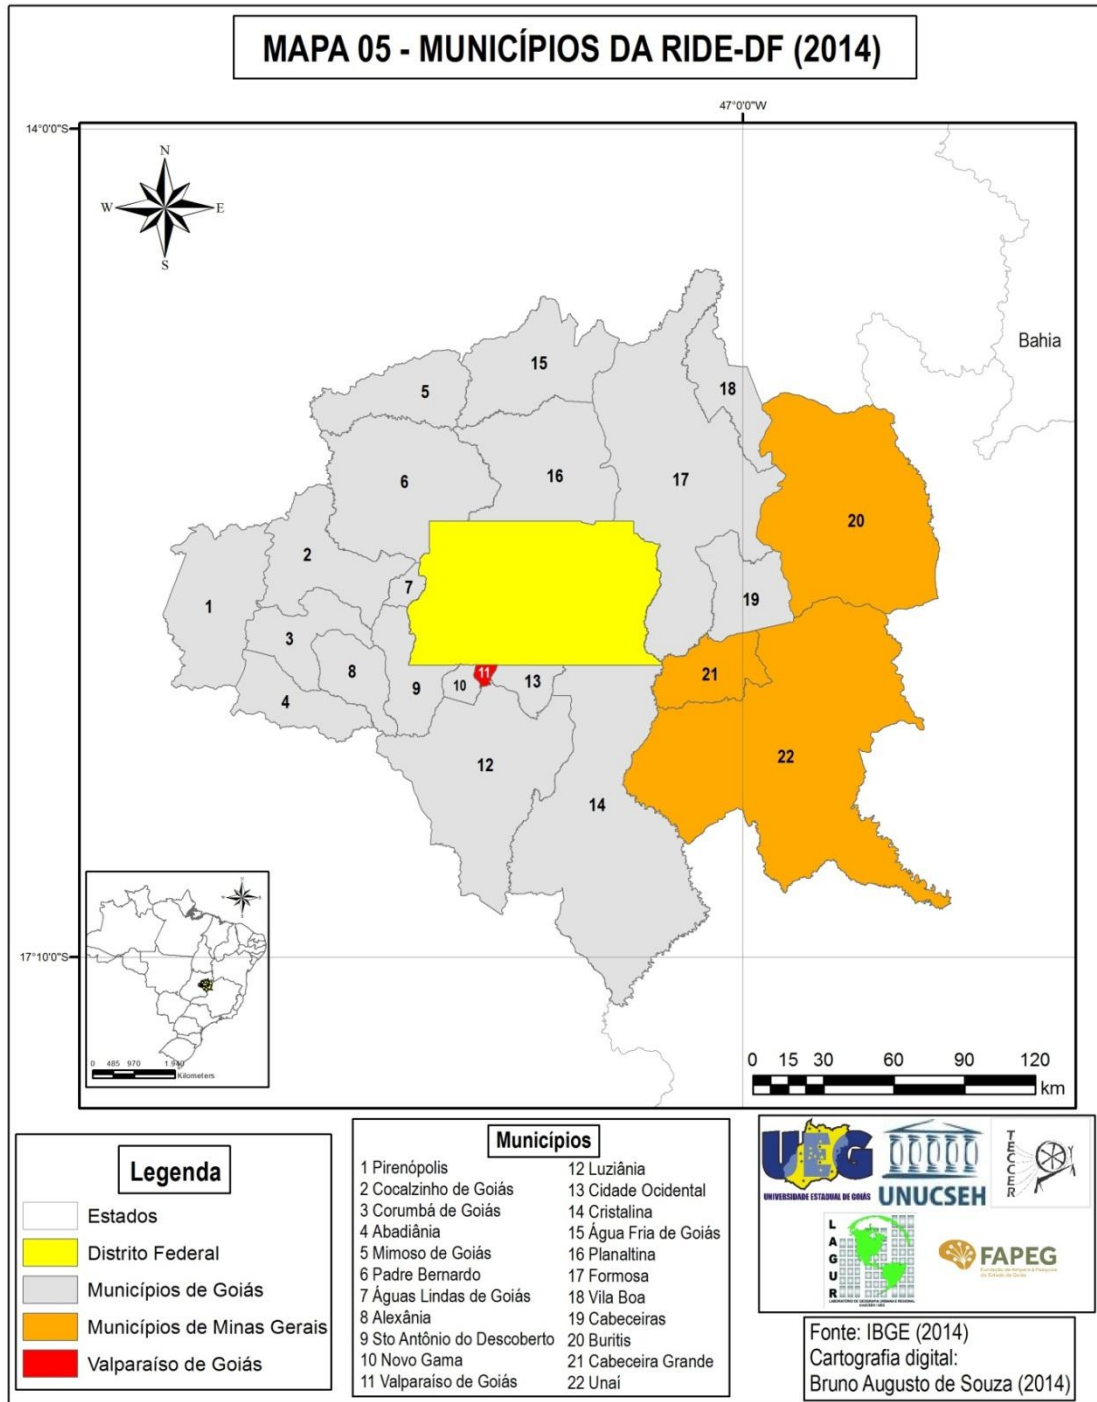 MAPA 05 - MUNICÍPIOS DA RIDE-DF (2014)
47°0'0"W
14°0'0"S
N
W E
S
Bahia
15
5
18
6
16
17
20
2
7
1
19
3
8
11
21
9
10
13
4
12
22
14
17°10'0"S
0 485 970 1.940
Kilometers
0 15 30 60 90 120
km
Legenda
Estados
Distrito Federal
Municípios de Goiás
Municípios de Minas Gerais
Valparaíso de Goiás
Municípios
1 Pirenópolis
2 Cocalzinho de Goiás
3 Corumbá de Goiás
4 Abadiânia
5 Mimoso de Goiás
6 Padre Bernardo
7 Águas Lindas de Goiás
8 Alexânia
9 Sto Antônio do Descoberto
10 Novo Gama
11 Valparaíso de Goiás
12 Luziânia
13 Cidade Ocidental
14 Cristalina
15 Água Fria de Goiás
16 Planaltina
17 Formosa
18 Vila Boa
19 Cabeceiras
20 Buritis
21 Cabeceira Grande
22 Unaí
UEG
UNIVERSIDADE ESTADUAL DE GOIÁS
UNUCSEH
TECCER
LAGUR
FAPEG
Fonte: IBGE (2014)
Cartografia digital:
Bruno Augusto de Souza (2014)